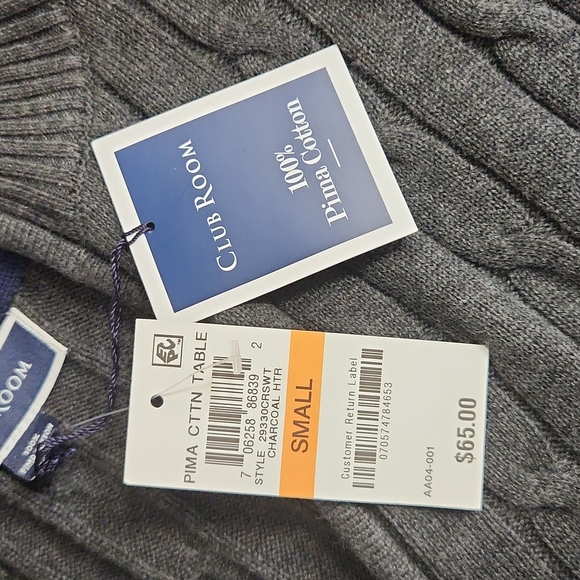 CLUB ROOM
100%
Pima Cotton
PIMA CTTN TABLE
7 06258 86839 2
STYLE 29330CRSWT
CHARCOAL HTR
SMALL
Customer Return Label
070574784653
AA04-001
$65.00
ROOM